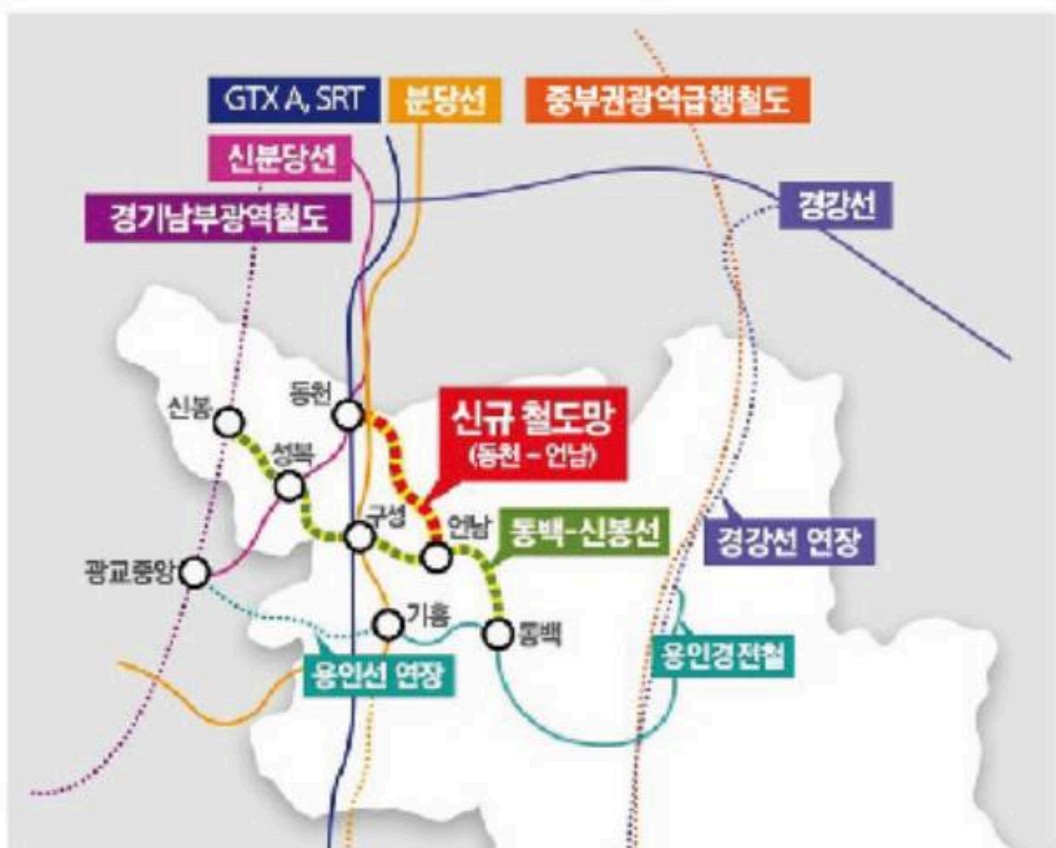 GTX A, SRT
분당선
중부권광역급행철도
신분당선
경기남부광역철도
경강선
동천
신봉
신규 철도망
(동천 - 언남)
성복
구성
언남
동백-신봉선
경강선 연장
광교중앙
기흥
동백
용인경전철
용인선 연장